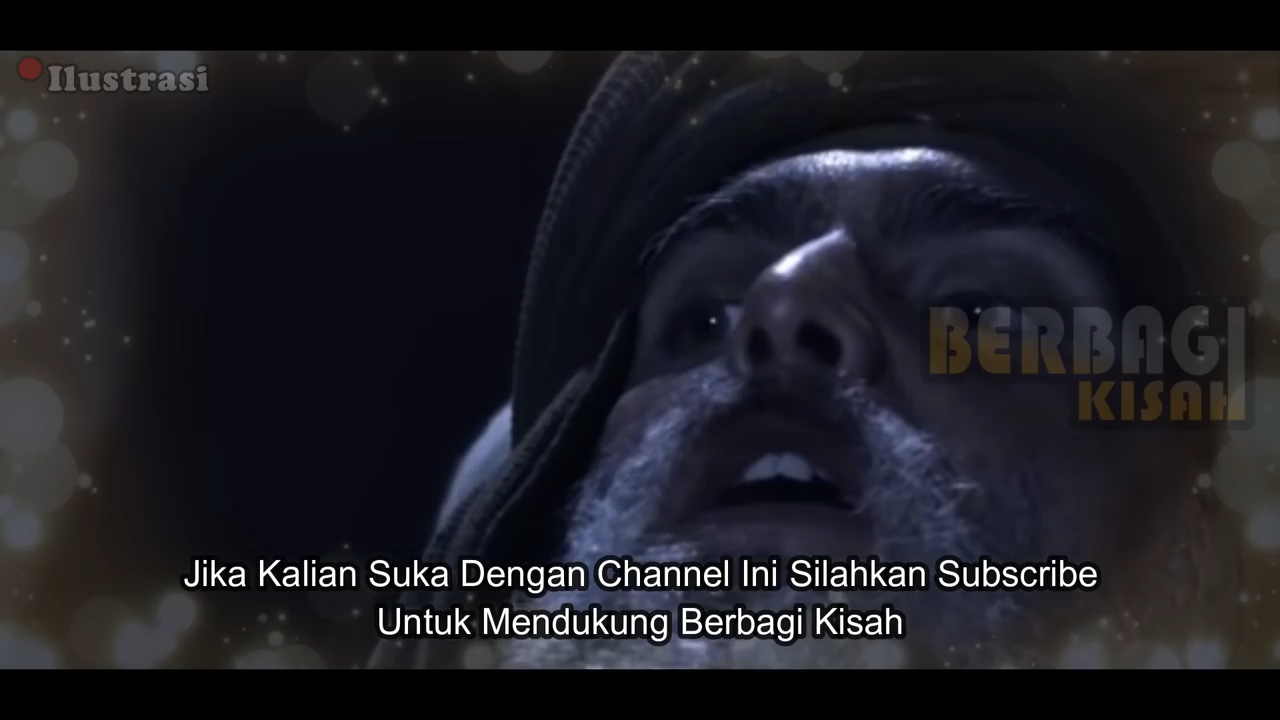 Ilustrasi
BERBAGI
KISAH
Jika Kalian Suka Dengan Channel Ini Silahkan Subscribe
Untuk Mendukung Berbagi Kisah